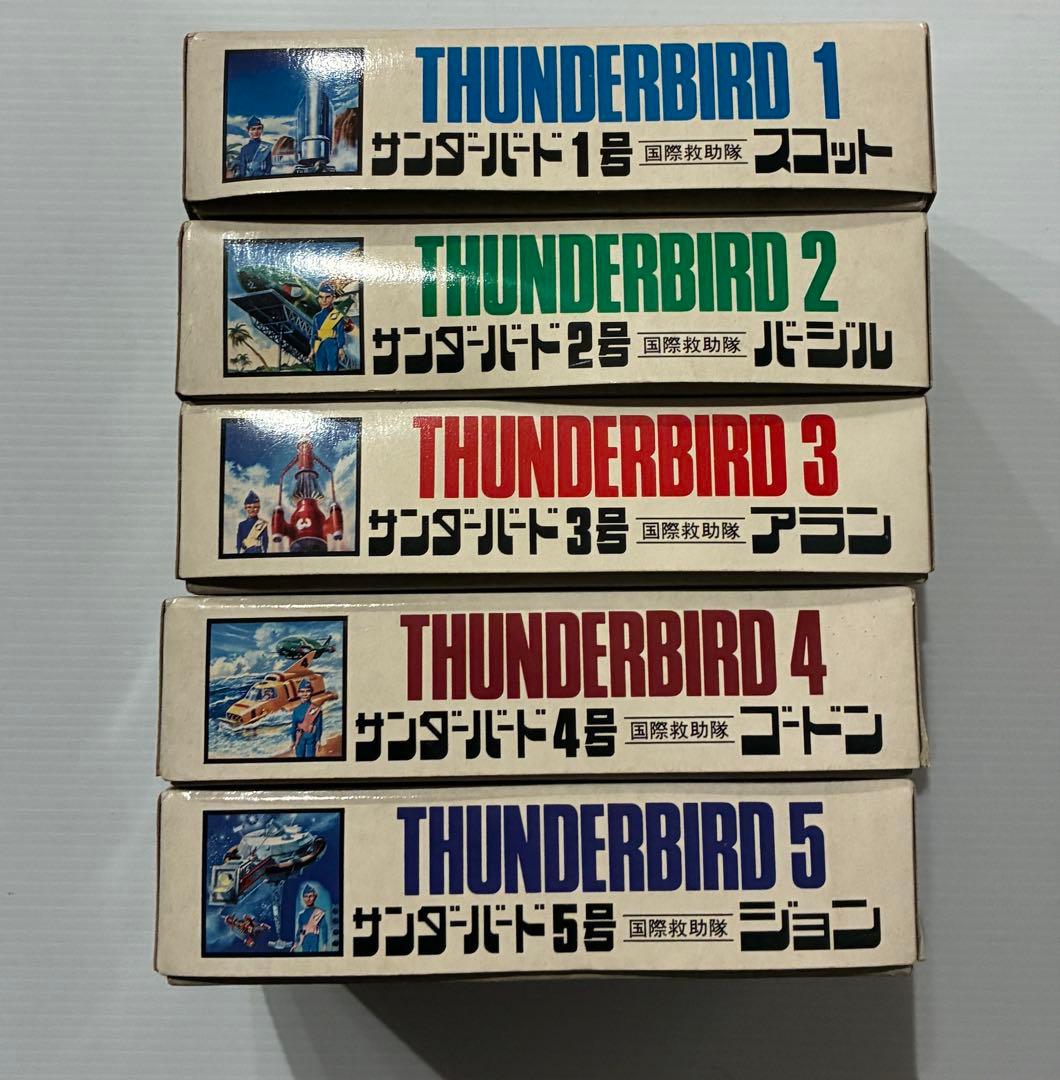 THUNDERBIRD 1
サンダーバード1号 国際救助隊 スコット
THUNDERBIRD 2
サンダーバード2号 国際救助隊 バージル
THUNDERBIRD 3
サンダーバード3号 国際救助隊 アラン
THUNDERBIRD 4
サンダーバード4号 国際救助隊 ゴードン
THUNDERBIRD 5
サンダーバード5号 国際救助隊 ジョン